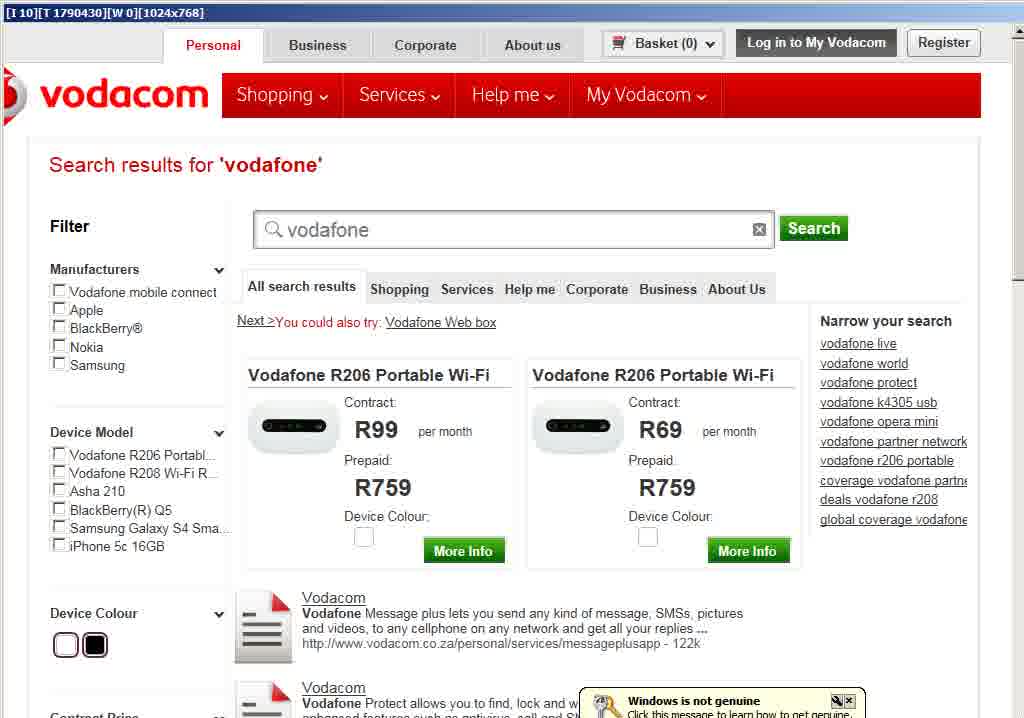 [I 10][T 1790430][W 0][1024x768]
Personal Business Corporate About us Basket (0) Log in to My Vodacom Register
vodacom Shopping Services Help me My Vodacom
Search results for 'vodafone'
Filter
vodafone Search
Manufacturers
Vodafone mobile connect
Apple
BlackBerry®
Nokia
Samsung
Device Model
Vodafone R206 Portabl...
Vodafone R208 Wi-Fi R...
Asha 210
BlackBerry(R) Q5
Samsung Galaxy S4 Sma...
iPhone 5c 16GB
Device Colour
All search results Shopping Services Help me Corporate Business About Us
Next >You could also try: Vodafone Web box
Vodafone R206 Portable Wi-Fi
Contract:
R99 per month
Prepaid:
R759
Device Colour:
More Info
Vodafone R206 Portable Wi-Fi
Contract:
R69 per month
Prepaid:
R759
Device Colour:
More Info
Narrow your search
vodafone live
vodafone world
vodafone protect
vodafone k4305 usb
vodafone opera mini
vodafone partner network
vodafone r206 portable
coverage vodafone partne
deals vodafone r208
global coverage vodafone
Vodacom
Vodafone Message plus lets you send any kind of message, SMSs, pictures
and videos, to any cellphone on any network and get all your replies ...
http://www.vodacom.co.za/personal/services/messageplusapp - 122k
Vodacom
Vodafone Protect allows you to find, lock and w
Windows is not genuine
Click this message to learn how to get genuine.
Contract Price
enhanced features such as antivirus, call and S